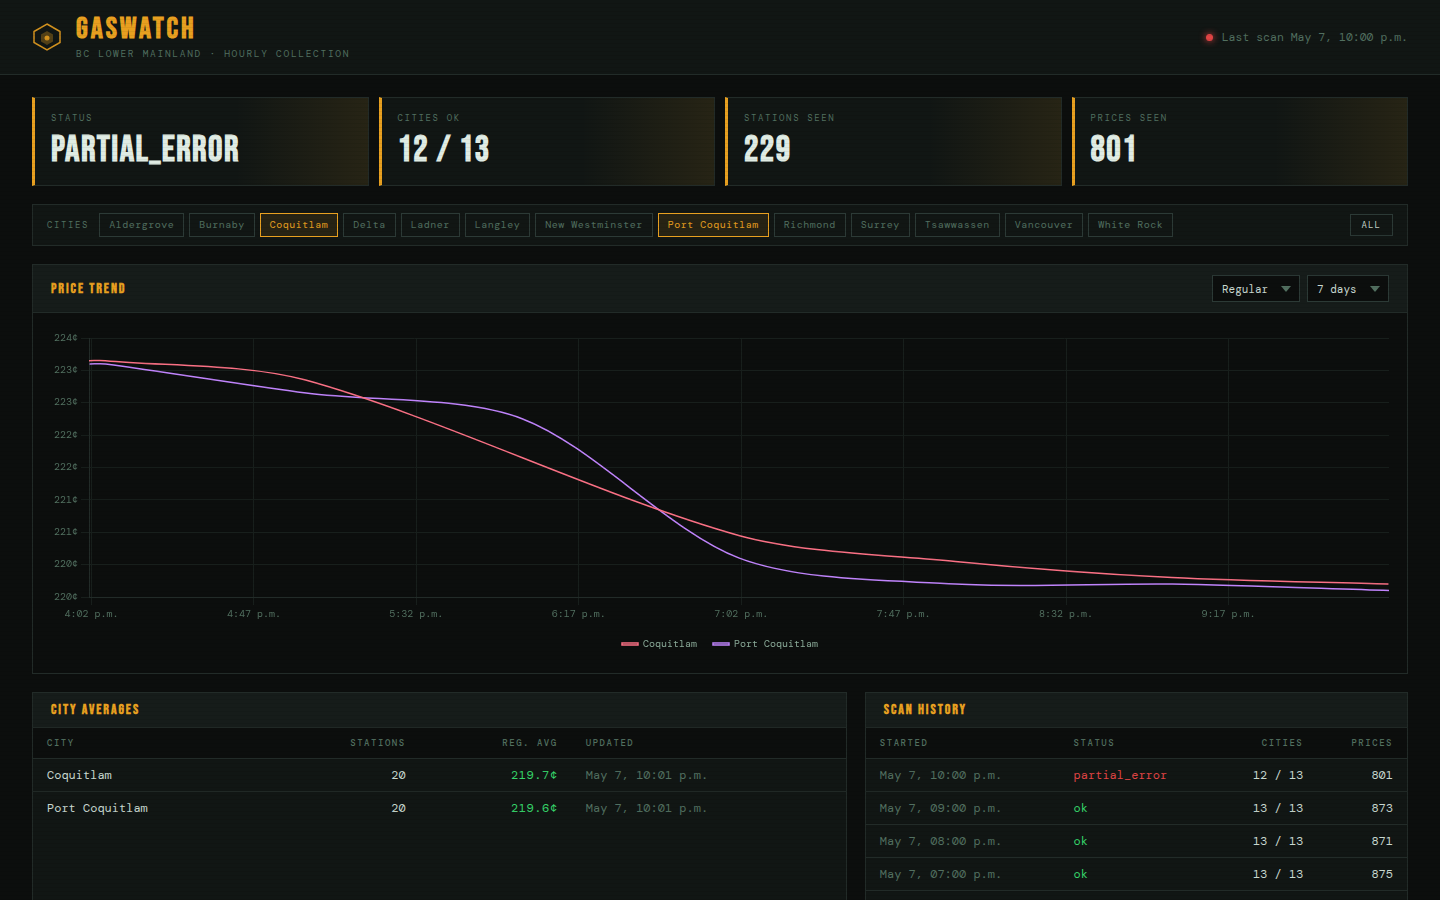 GASWATCH
BC LOWER MAINLAND · HOURLY COLLECTION
Last scan May 7, 10:00 p.m.
STATUS
PARTIAL_ERROR
CITIES OK
12 / 13
STATIONS SEEN
229
PRICES SEEN
801
CITIES Aldergrove Burnaby Coquitlam Delta Ladner Langley New Westminster Port Coquitlam Richmond Surrey Tsawwassen Vancouver White Rock ALL
PRICE TREND
Regular 7 days
224¢
223¢
223¢
222¢
222¢
221¢
221¢
220¢
220¢
4:02 p.m. 4:47 p.m. 5:32 p.m. 6:17 p.m. 7:02 p.m. 7:47 p.m. 8:32 p.m. 9:17 p.m.
Coquitlam Port Coquitlam
CITY AVERAGES
CITY STATIONS REG. AVG UPDATED
Coquitlam 20 219.7¢ May 7, 10:01 p.m.
Port Coquitlam 20 219.6¢ May 7, 10:01 p.m.
SCAN HISTORY
STARTED STATUS CITIES PRICES
May 7, 10:00 p.m. partial_error 12 / 13 801
May 7, 09:00 p.m. ok 13 / 13 873
May 7, 08:00 p.m. ok 13 / 13 871
May 7, 07:00 p.m. ok 13 / 13 875